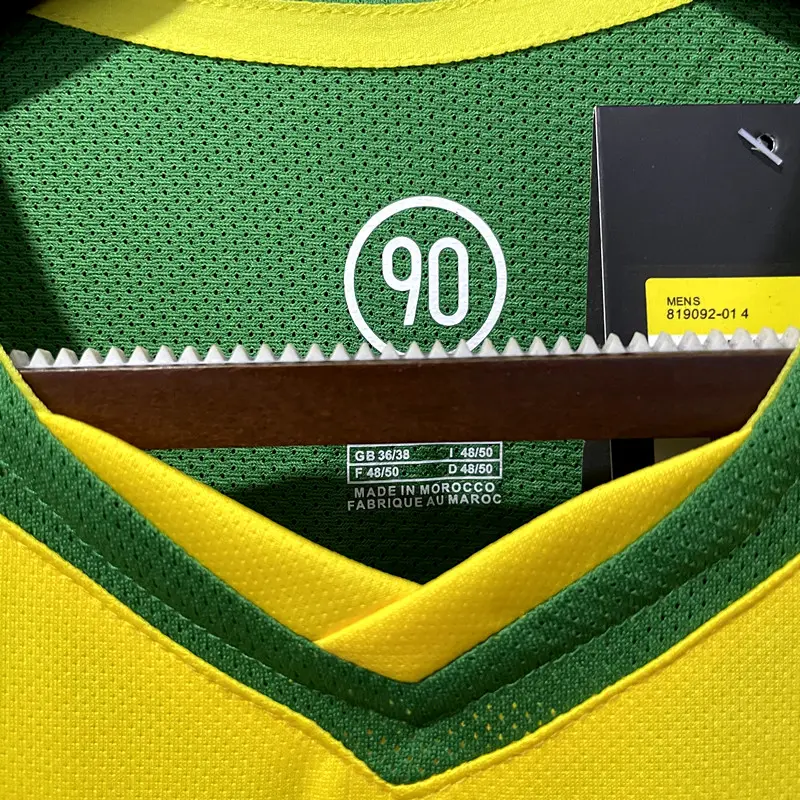 90
MENS
819092-01 4
GB 36/38 I 48/50
F 48/50 D 48/50
MADE IN MOROCCO
FABRIQUE AU MAROC